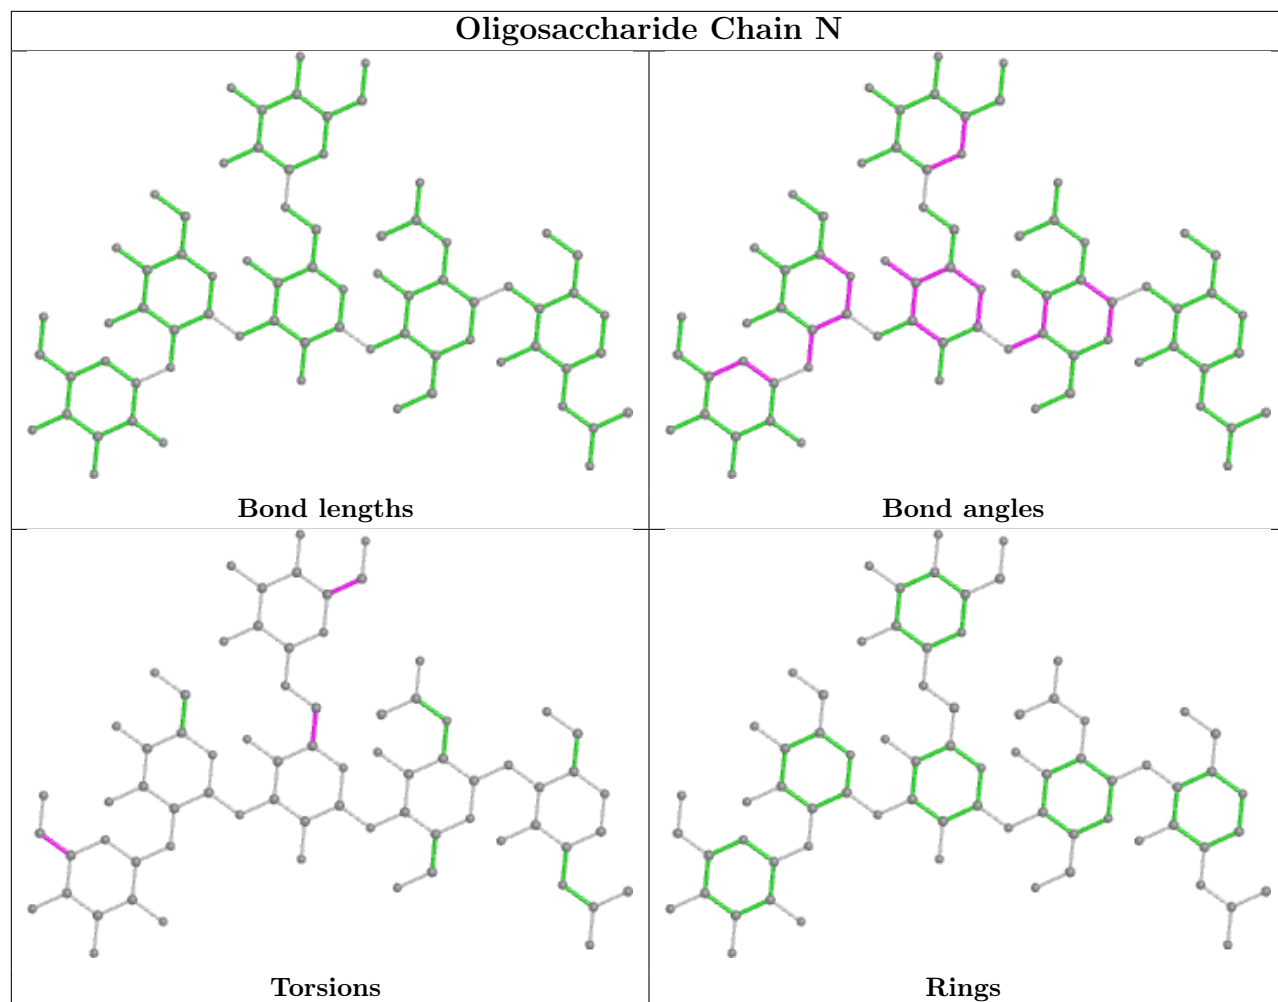 Oligosaccharide Chain N
Bond lengths
Bond angles
Torsions
Rings